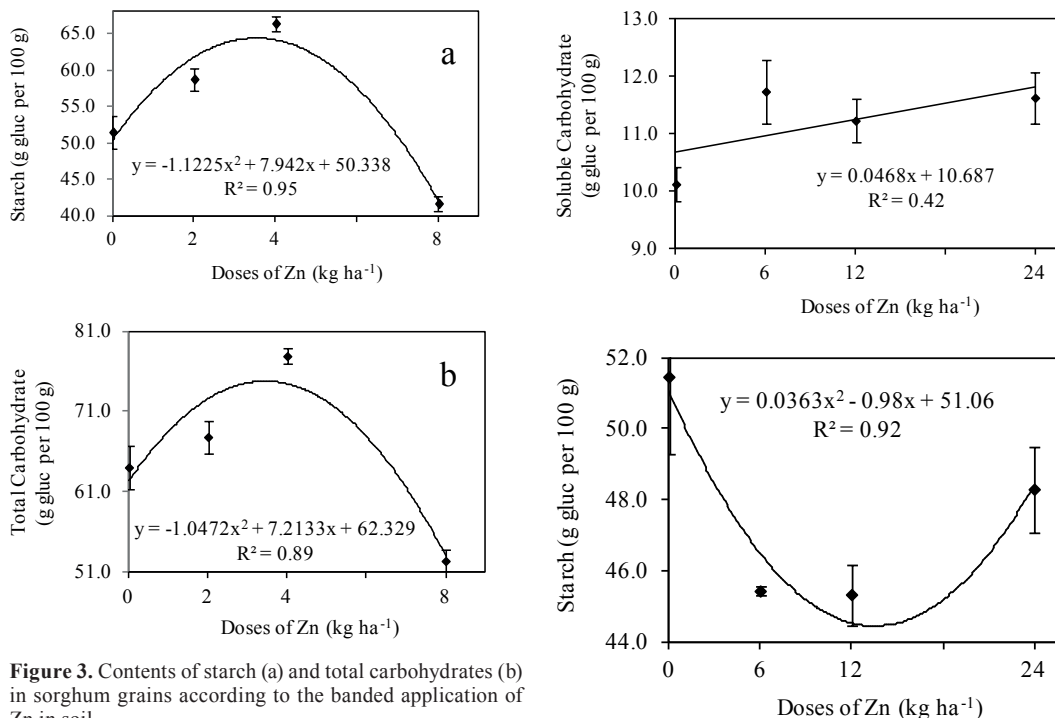 65.0
60.0
55.0
50.0
45.0
40.0
Starch (g gluc per 100 g)
a
y = -1.1225x² + 7.942x + 50.338
R² = 0.95
0 2 4 6 8
Doses of Zn (kg ha⁻¹)
81.0
71.0
61.0
51.0
Total Carbohydrate
(g gluc per 100 g)
b
y = -1.0472x² + 7.2133x + 62.329
R² = 0.89
0 2 4 6 8
Doses of Zn (kg ha⁻¹)
Figure 3. Contents of starch (a) and total carbohydrates (b)
in sorghum grains according to the banded application of
13.0
12.0
11.0
10.0
9.0
Soluble Carbohydrate
(g gluc per 100 g)
y = 0.0468x + 10.687
R² = 0.42
0 6 12 24
Doses of Zn (kg ha⁻¹)
52.0
50.0
48.0
46.0
44.0
Starch (g gluc per 100 g)
y = 0.0363x² - 0.98x + 51.06
R² = 0.92
0 6 12 24
Doses of Zn (kg ha⁻¹)